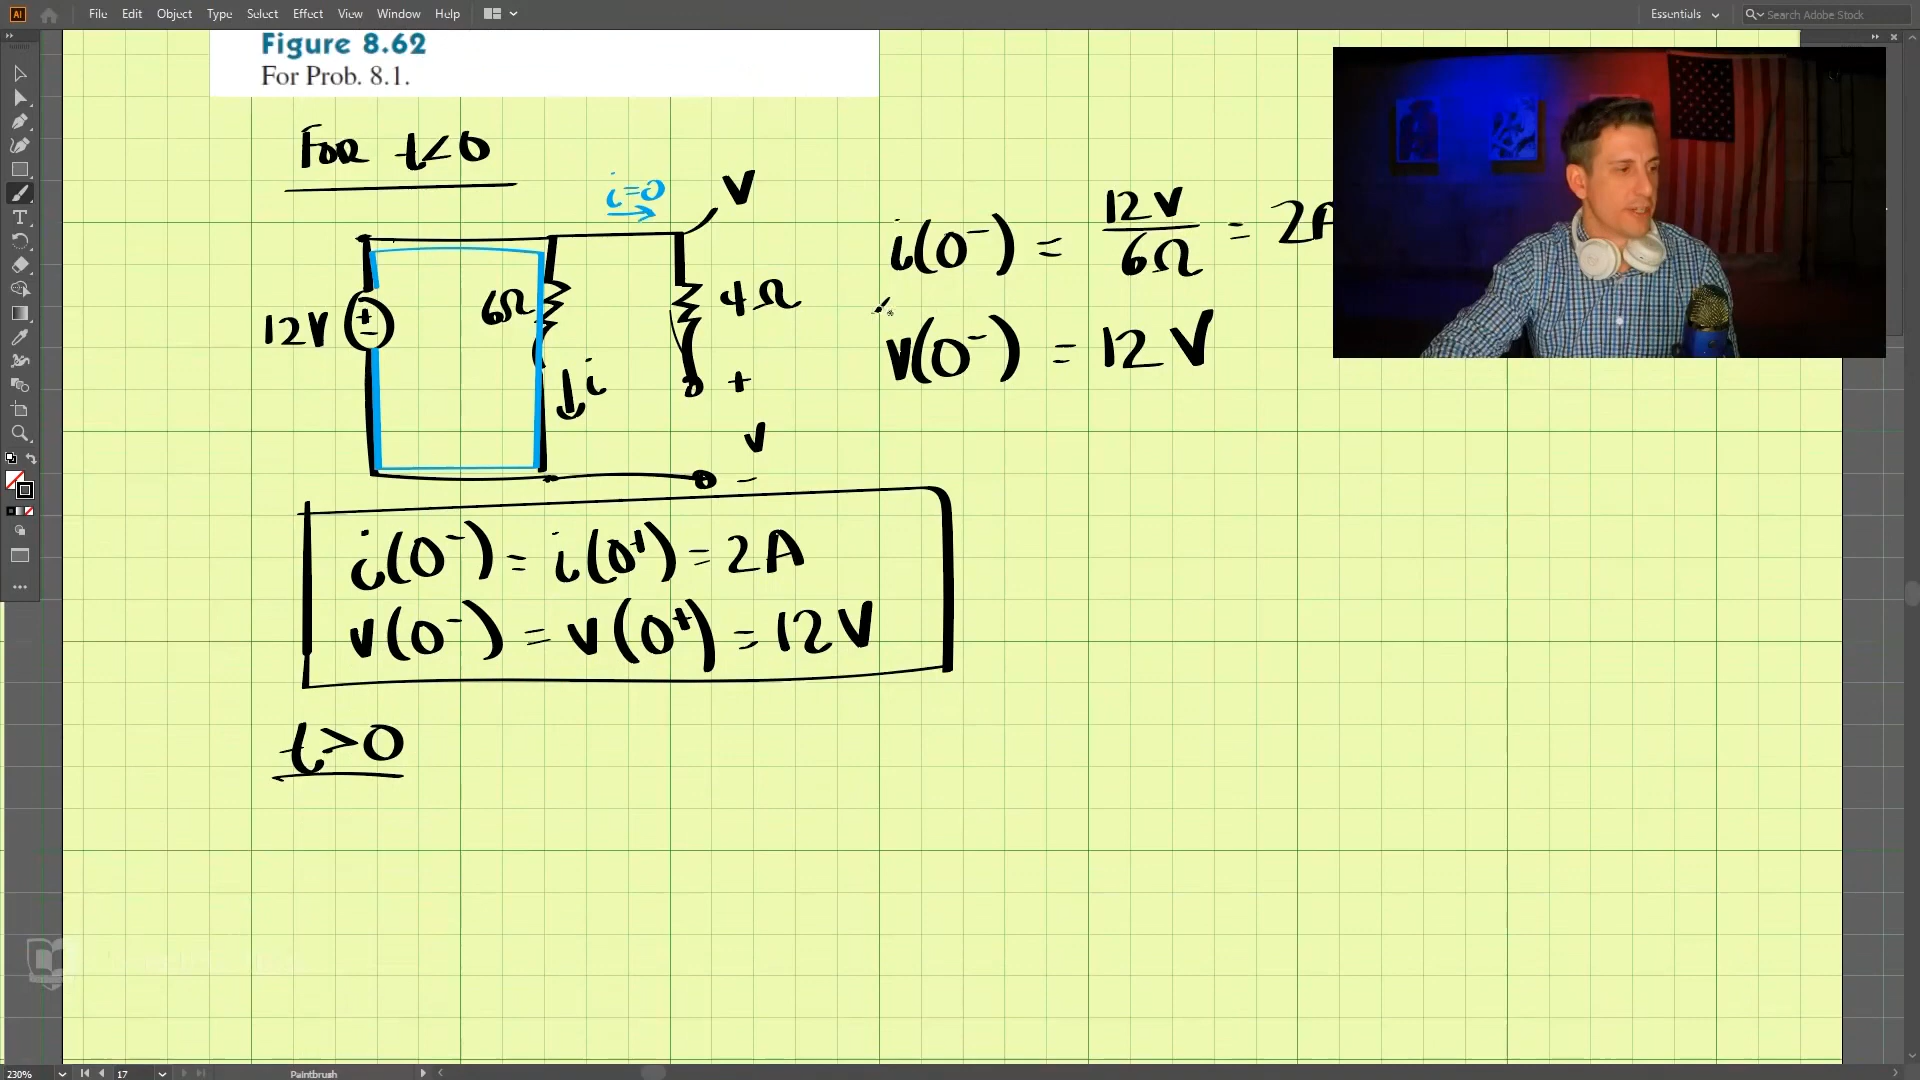 File Edit Object Type Select Effect View Window Help
Essentials
Search Adobe Stock
Figure 8.62
For Prob. 8.1.
For t<0
i=0
V
12V
+
−
6Ω
4Ω
i
+
v
−
i(0⁻) = 12V/6Ω = 2A
v(0⁻) = 12V
i(0⁻) = i(0⁺) = 2A
v(0⁻) = v(0⁺) = 12V
t>0
230%
17
Paintbrush